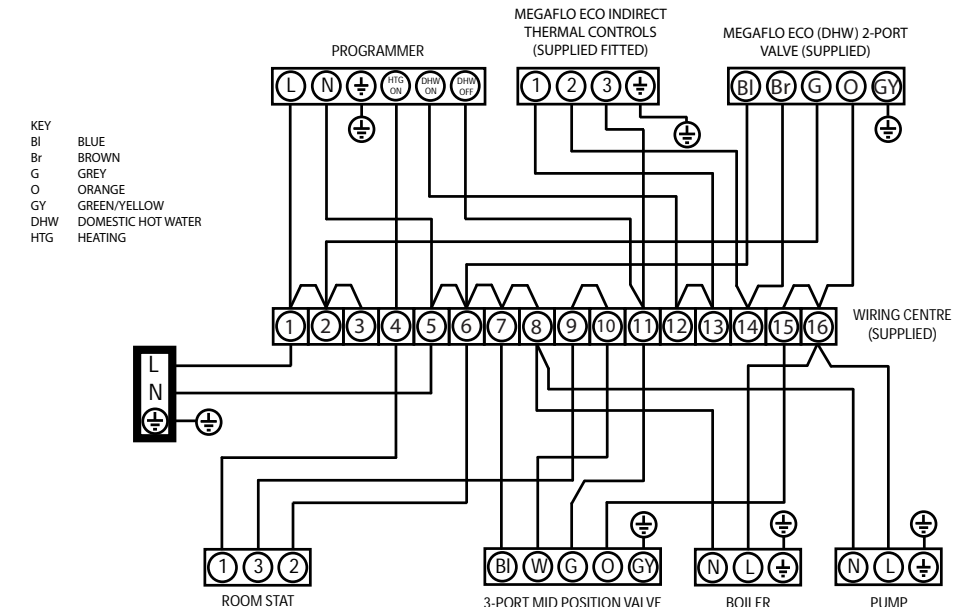 MEGAFLO ECO INDIRECT
THERMAL CONTROLS
(SUPPLIED FITTED)
MEGAFLO ECO (DHW) 2-PORT
VALVE (SUPPLIED)
PROGRAMMER
L N HTG ON DHW ON DHW OFF
1 2 3
Bl Br G O GY
KEY
Bl BLUE
Br BROWN
G GREY
O ORANGE
GY GREEN/YELLOW
DHW DOMESTIC HOT WATER
HTG HEATING
1 2 3 4 5 6 7 8 9 10 11 12 13 14 15 16
WIRING CENTRE
(SUPPLIED)
L
N
1 3 2
Bl W G O GY
N L
N L
ROOM STAT
3-PORT MID POSITION VALVE
BOILER
PUMP